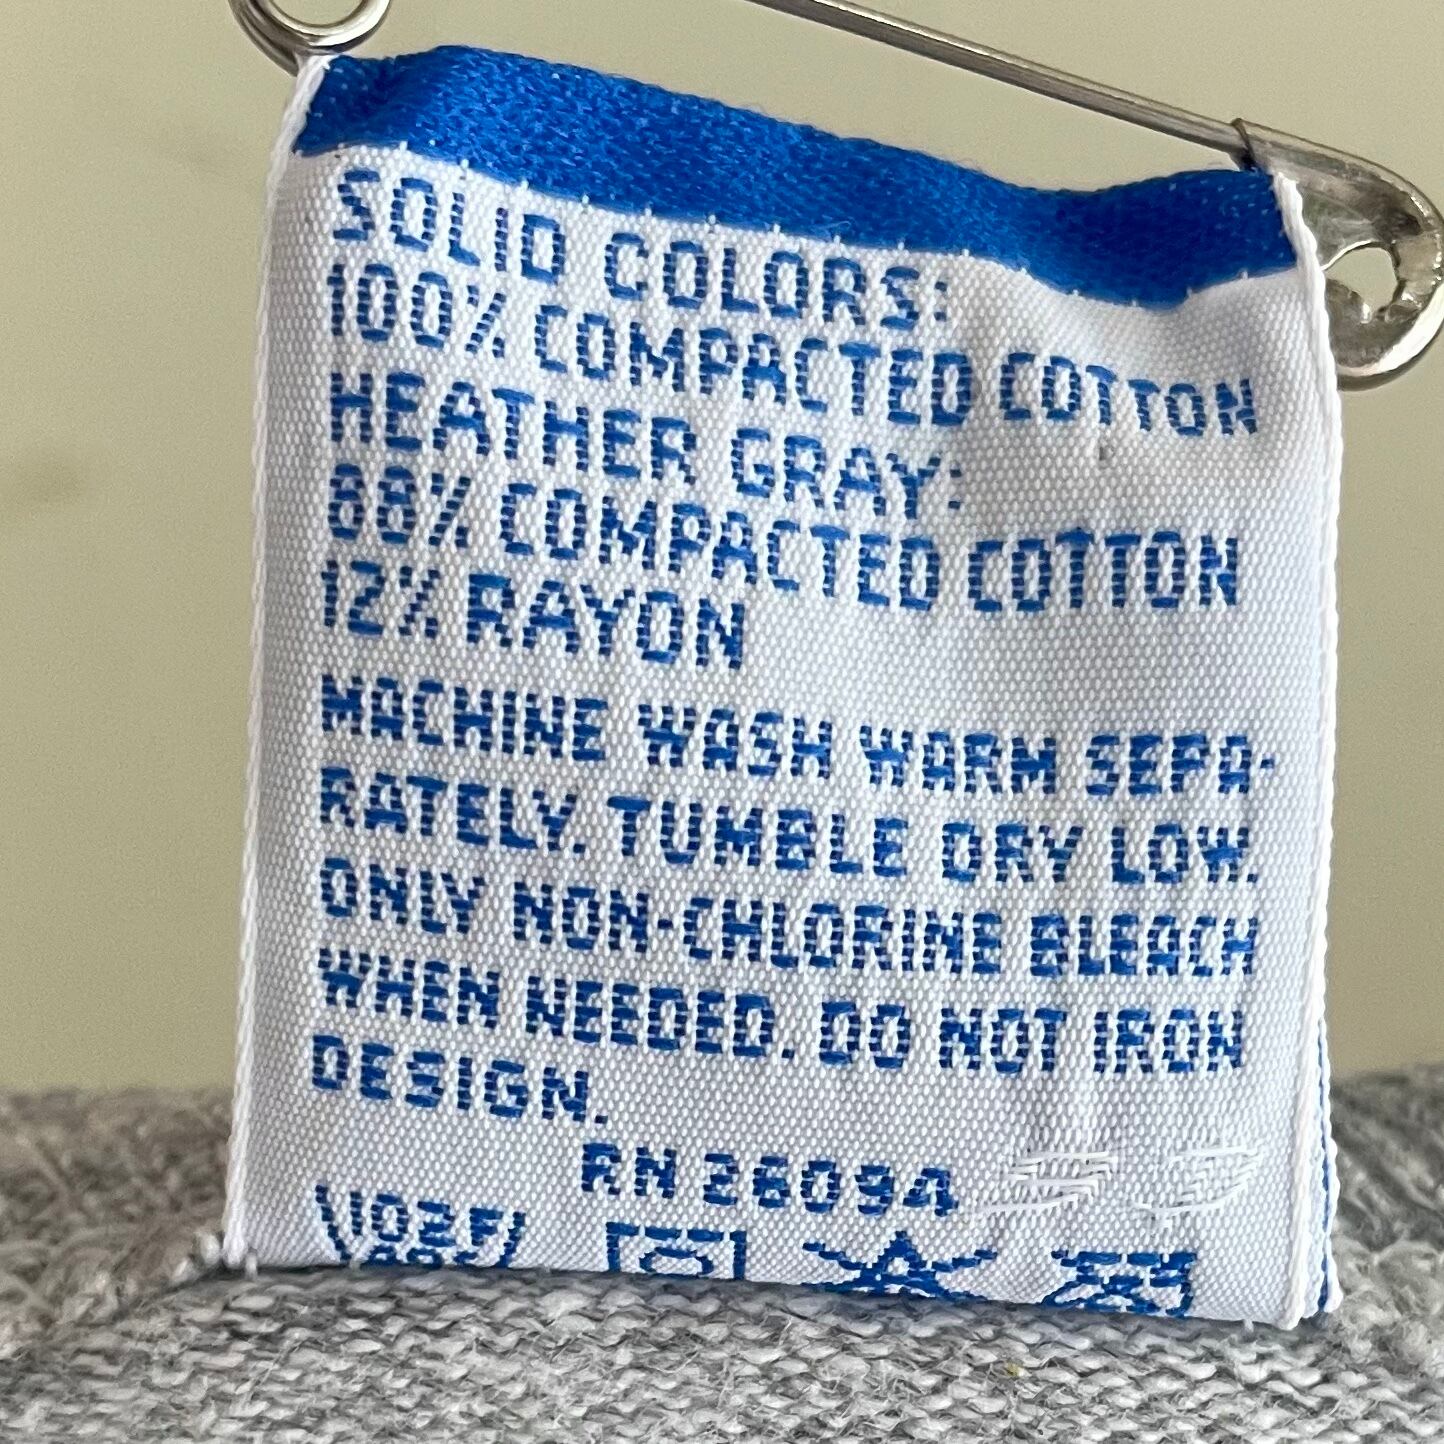 SOLID COLORS:
100% COMPACTED COTTON
HEATHER GRAY:
88% COMPACTED COTTON
12% RAYON
MACHINE WASH WARM SEPA-
RATELY. TUMBLE DRY LOW.
ONLY NON-CHLORINE BLEACH
WHEN NEEDED. DO NOT IRON
DESIGN.
RN 26094
102F